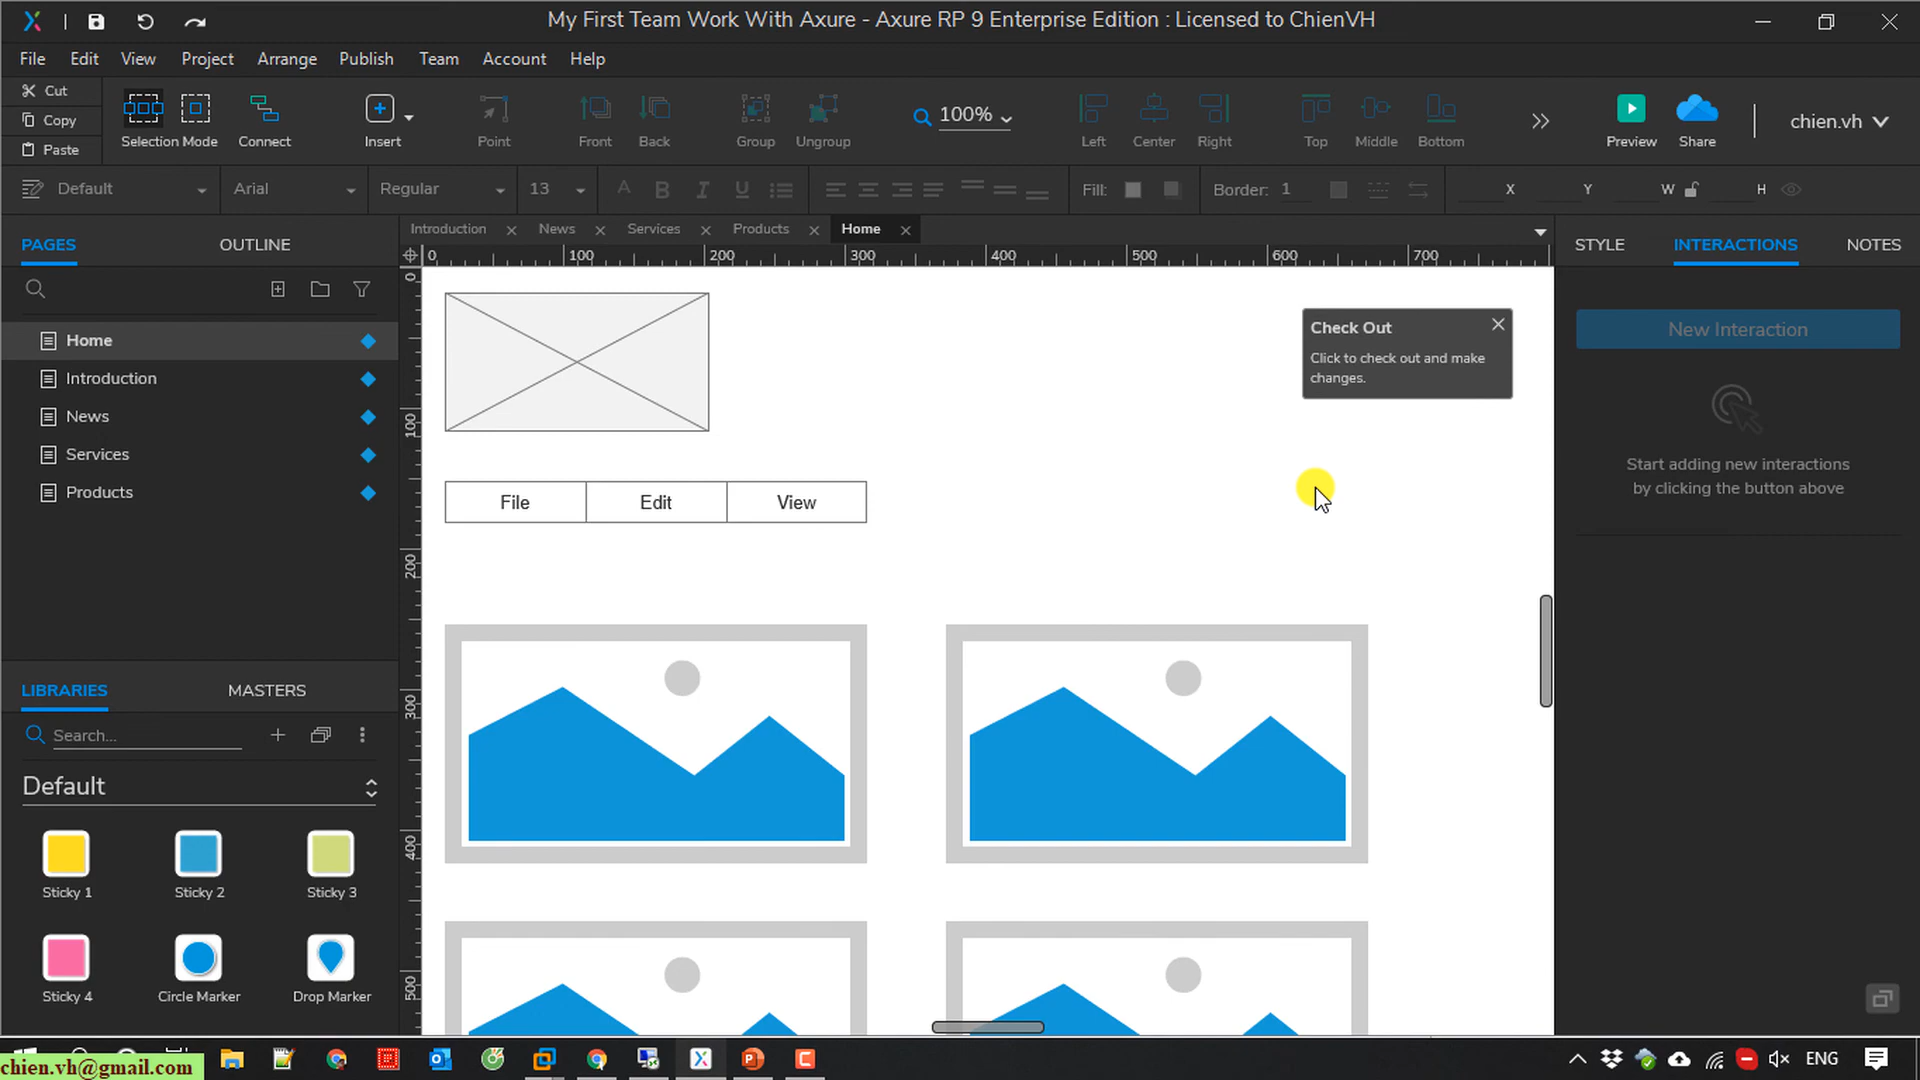 My First Team Work With Axure - Axure RP 9 Enterprise Edition : Licensed to ChienVH
File Edit View Project Arrange Publish Team Account Help
Cut
Copy
Paste
Selection Mode
Connect
Insert
Point
Front
Back
Group
Ungroup
100%
Left
Center
Right
Top
Middle
Bottom
Preview
Share
chien.vh
Default
Arial
Regular
13
Fill:
Border: 1
X
Y
W
H
PAGES
OUTLINE
Introduction
News
Services
Products
Home
STYLE
INTERACTIONS
NOTES
0 100 200 300 400 500 600 700
0
100
200
300
400
500
Home
Introduction
News
Services
Products
Check Out
Click to check out and make
changes.
File
Edit
View
New Interaction
Start adding new interactions
by clicking the button above
LIBRARIES
MASTERS
Search...
Default
Sticky 1
Sticky 2
Sticky 3
Sticky 4
Circle Marker
Drop Marker
chien.vh@gmail.com
ENG